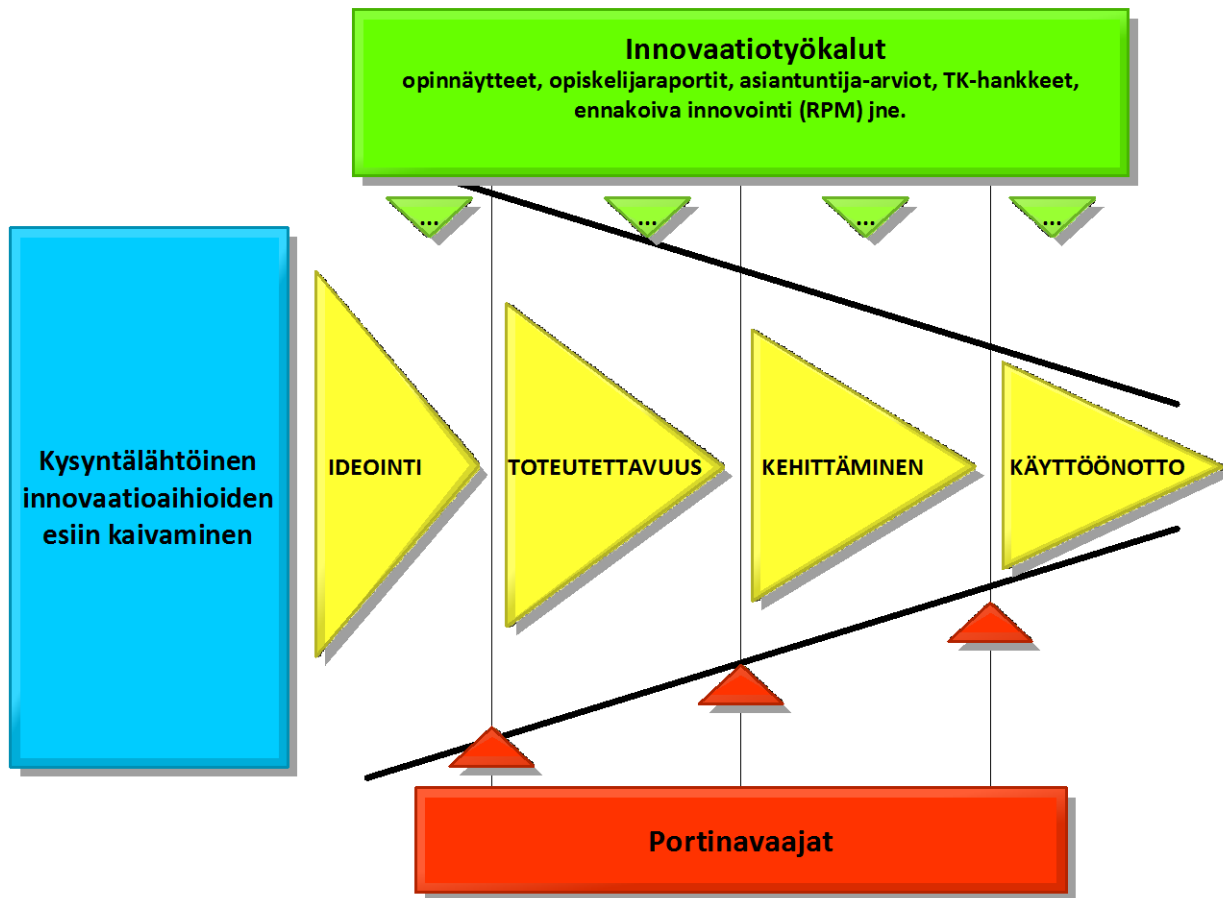 Innovaatiotyökalut
opinnäytteet, opiskelijaraportit, asiantuntija-arviot, TK-hankkeet,
ennakoiva innovointi (RPM) jne.
...
...
...
...
Kysyntälähtöinen
innovaatioaihioiden
esiin kaivaminen
IDEOINTI
TOTEUTETTAVUUS
KEHITTÄMINEN
KÄYTTÖÖNOTTO
Portinavaajat